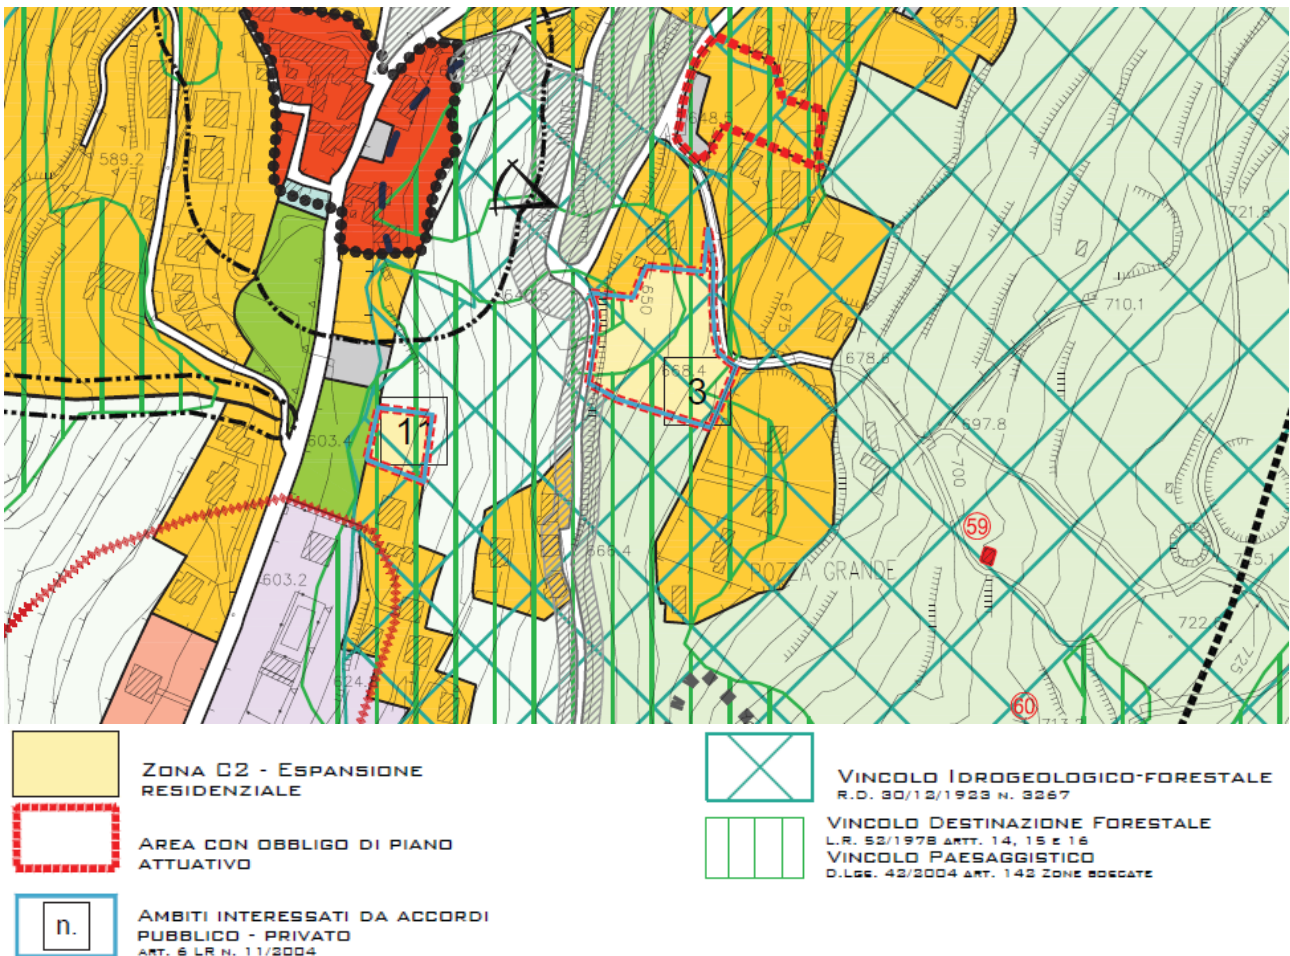 675.9
589.2
648.5
721.8
710.1
650
675
678.6
668.4
3
11
603.4
697.8
700
59
666.4
POZZA GRANDE
603.2
722.
725
624.
60
713.2
ZONA C2 - ESPANSIONE
RESIDENZIALE
AREA CON OBBLIGO DI PIANO
ATTUATIVO
n.
AMBITI INTERESSATI DA ACCORDI
PUBBLICO - PRIVATO
ART. 6 LR N. 11/2004
VINCOLO IDROGEOLOGICO-FORESTALE
R.D. 30/12/1923 N. 3267
VINCOLO DESTINAZIONE FORESTALE
L.R. 52/1978 ARTT. 14, 15 E 16
VINCOLO PAESAGGISTICO
D.LGS. 42/2004 ART. 142 ZONE BOSCATE